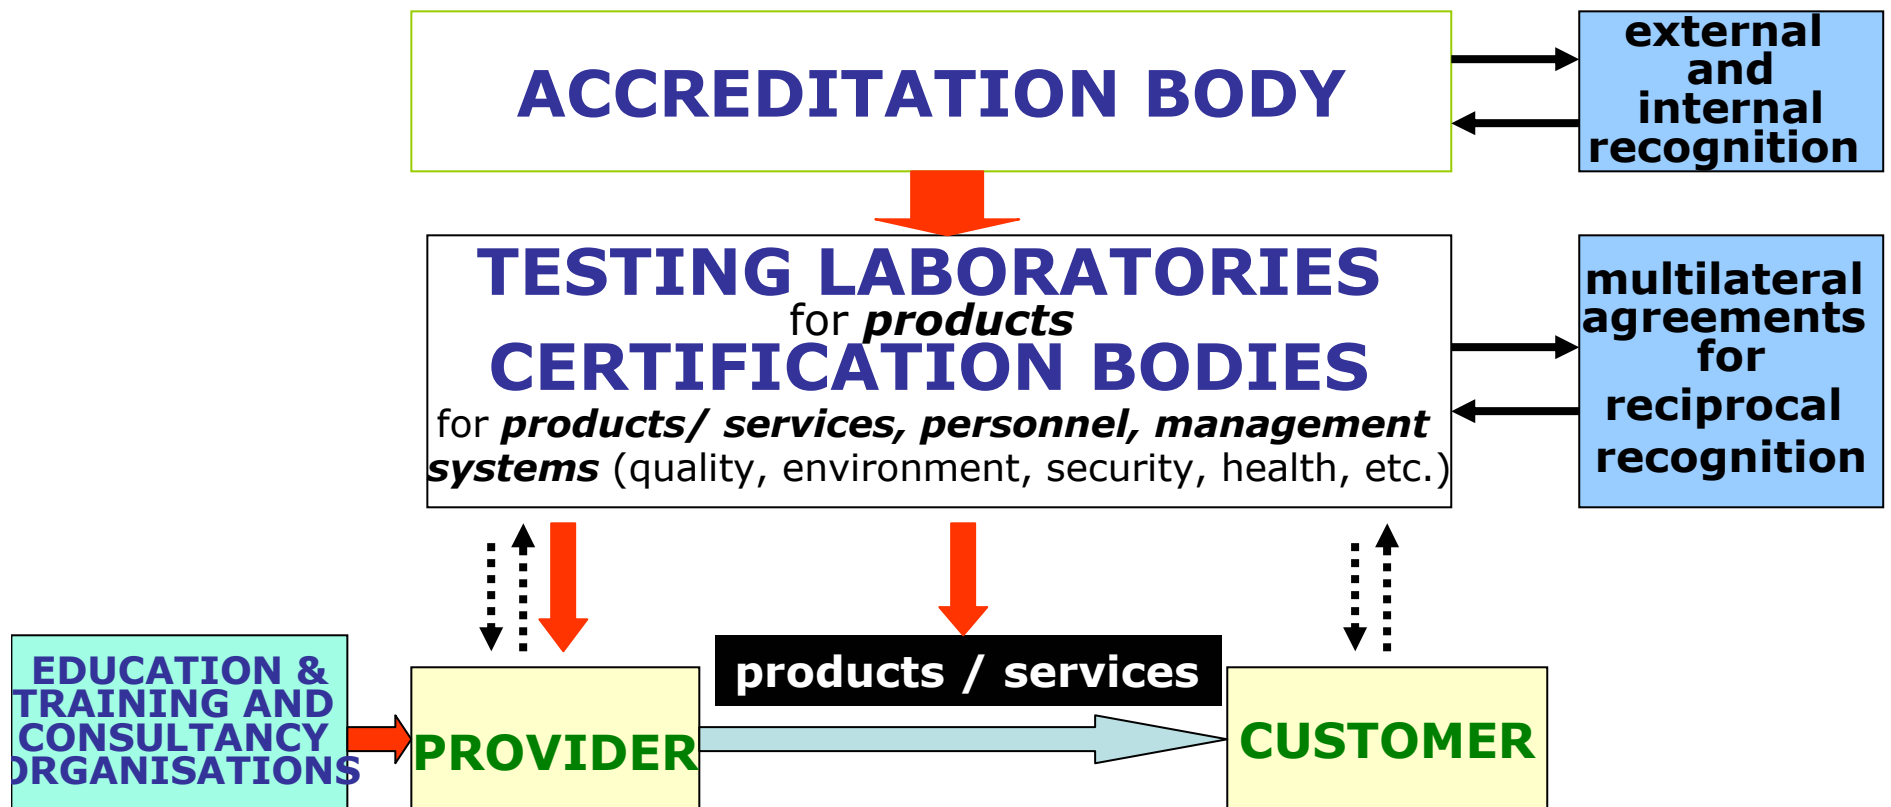 ACCREDITATION BODY
external
and
internal
recognition
TESTING LABORATORIES
for products
CERTIFICATION BODIES
for products/ services, personnel, management
systems (quality, environment, security, health, etc.)
multilateral
agreements
for
reciprocal
recognition
EDUCATION &
TRAINING AND
CONSULTANCY
ORGANISATIONS
PROVIDER
products / services
CUSTOMER